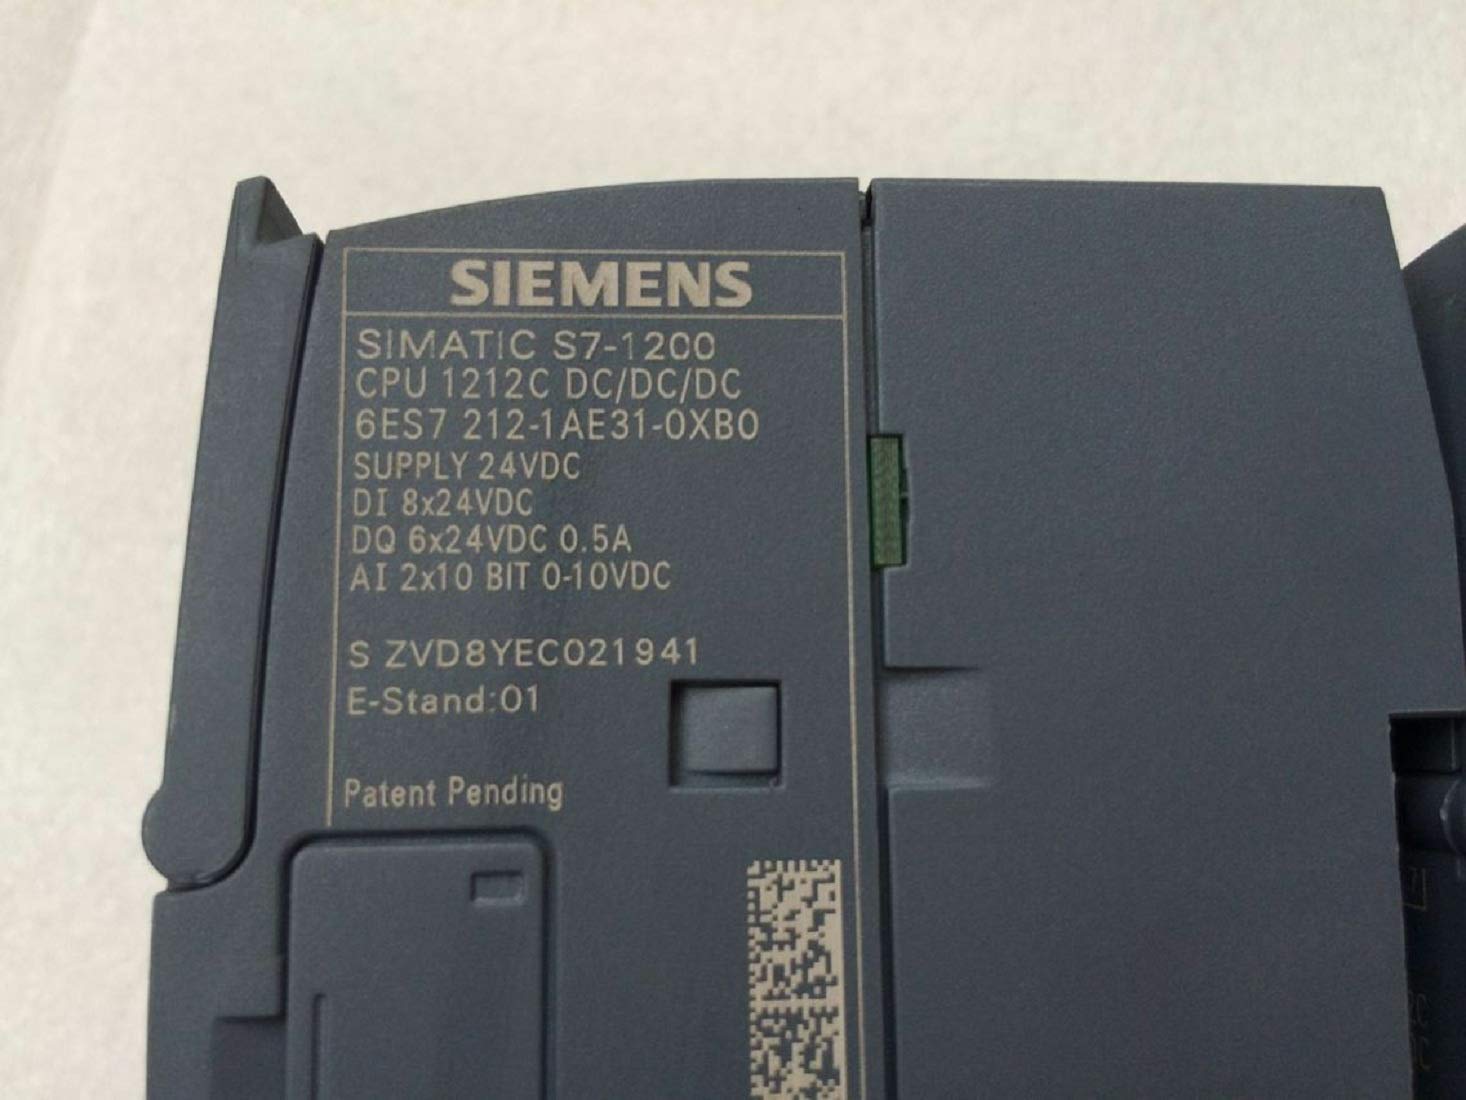 SIEMENS
SIMATIC S7-1200
CPU 1212C DC/DC/DC
6ES7 212-1AE31-0XB0
SUPPLY 24VDC
DI 8x24VDC
DQ 6x24VDC 0.5A
AI 2x10 BIT 0-10VDC
S ZVD8YEC021941
E-Stand:01
Patent Pending